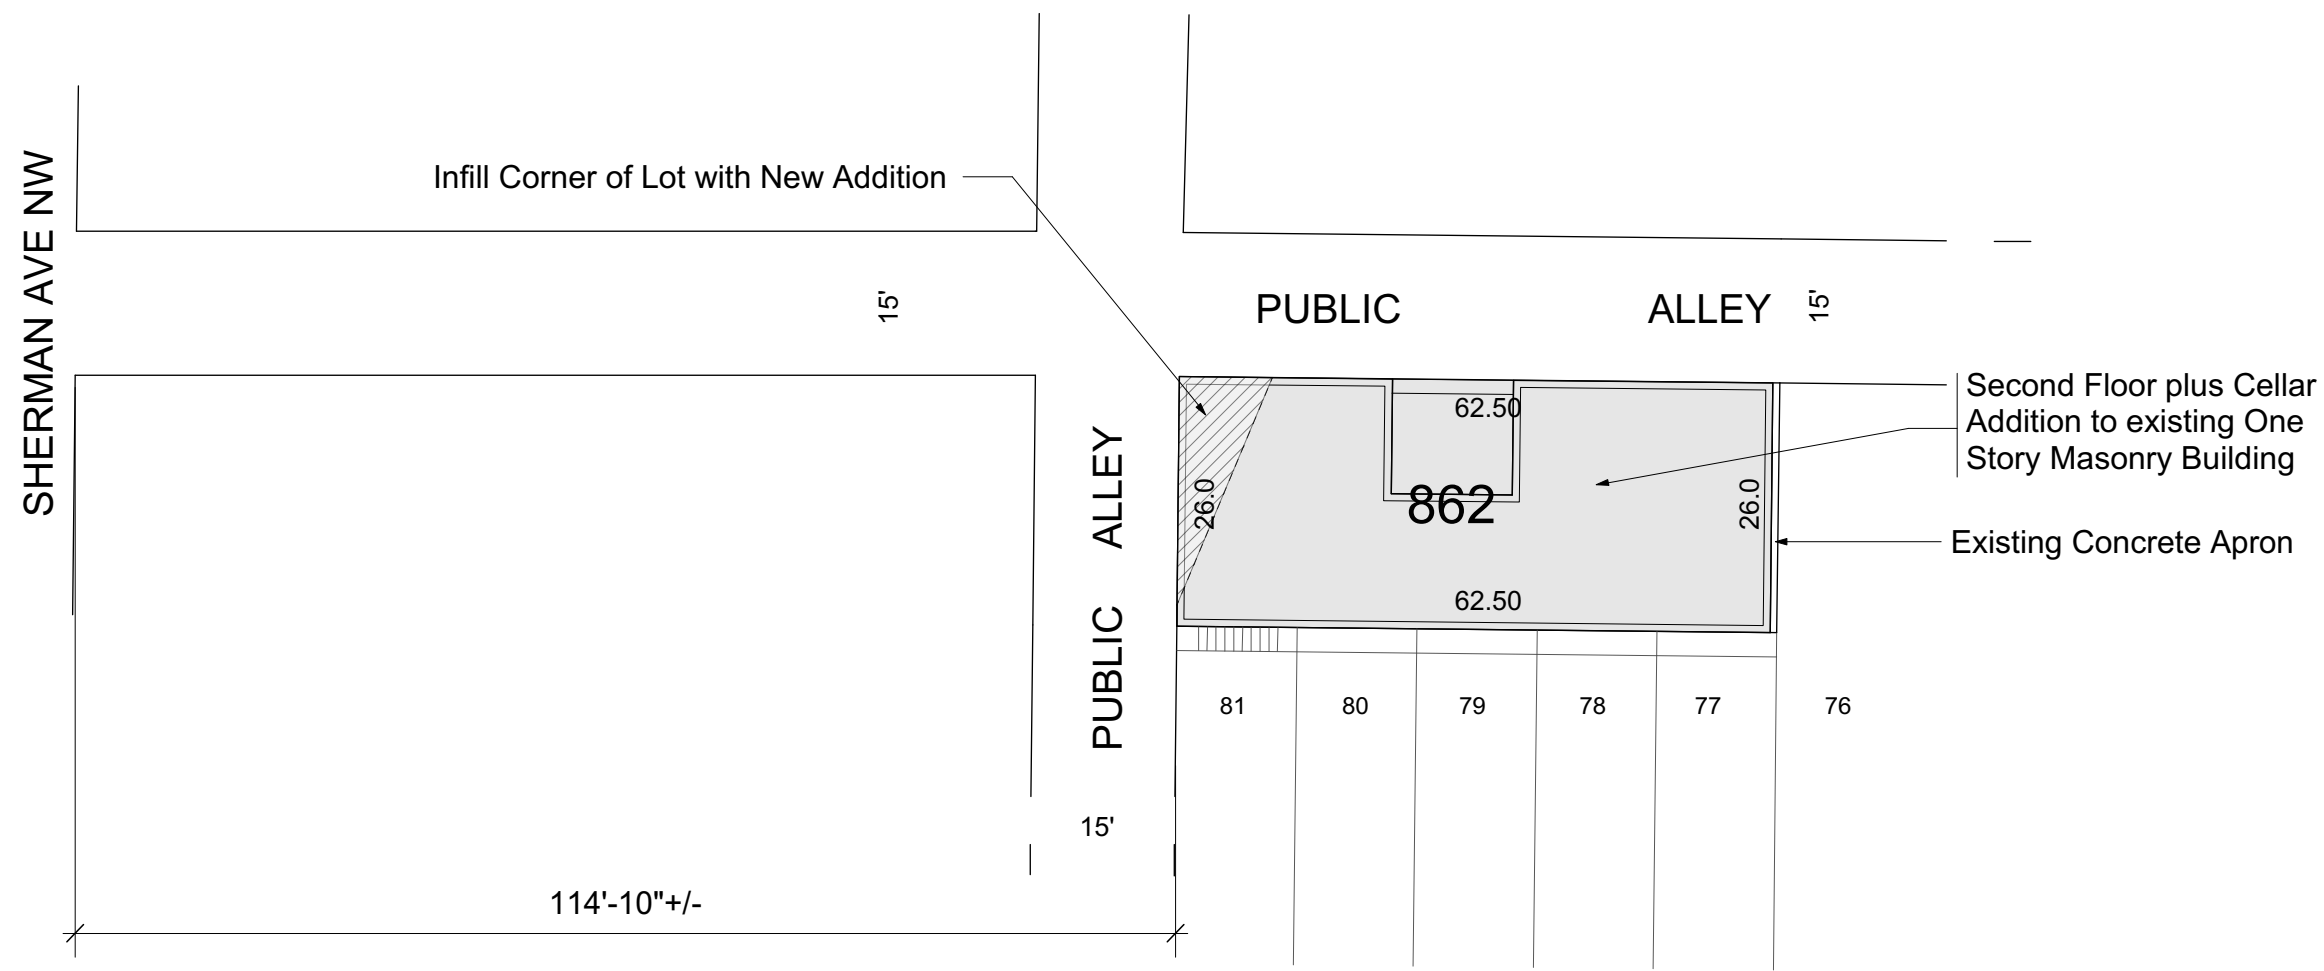 SHERMAN AVE NW
Infill Corner of Lot with New Addition
15'
PUBLIC ALLEY
15'
Second Floor plus Cellar
Addition to existing One
Story Masonry Building
62.50
862
26.0
26.0
Existing Concrete Apron
62.50
PUBLIC ALLEY
81
80
79
78
77
76
15'
114'-10"+/-